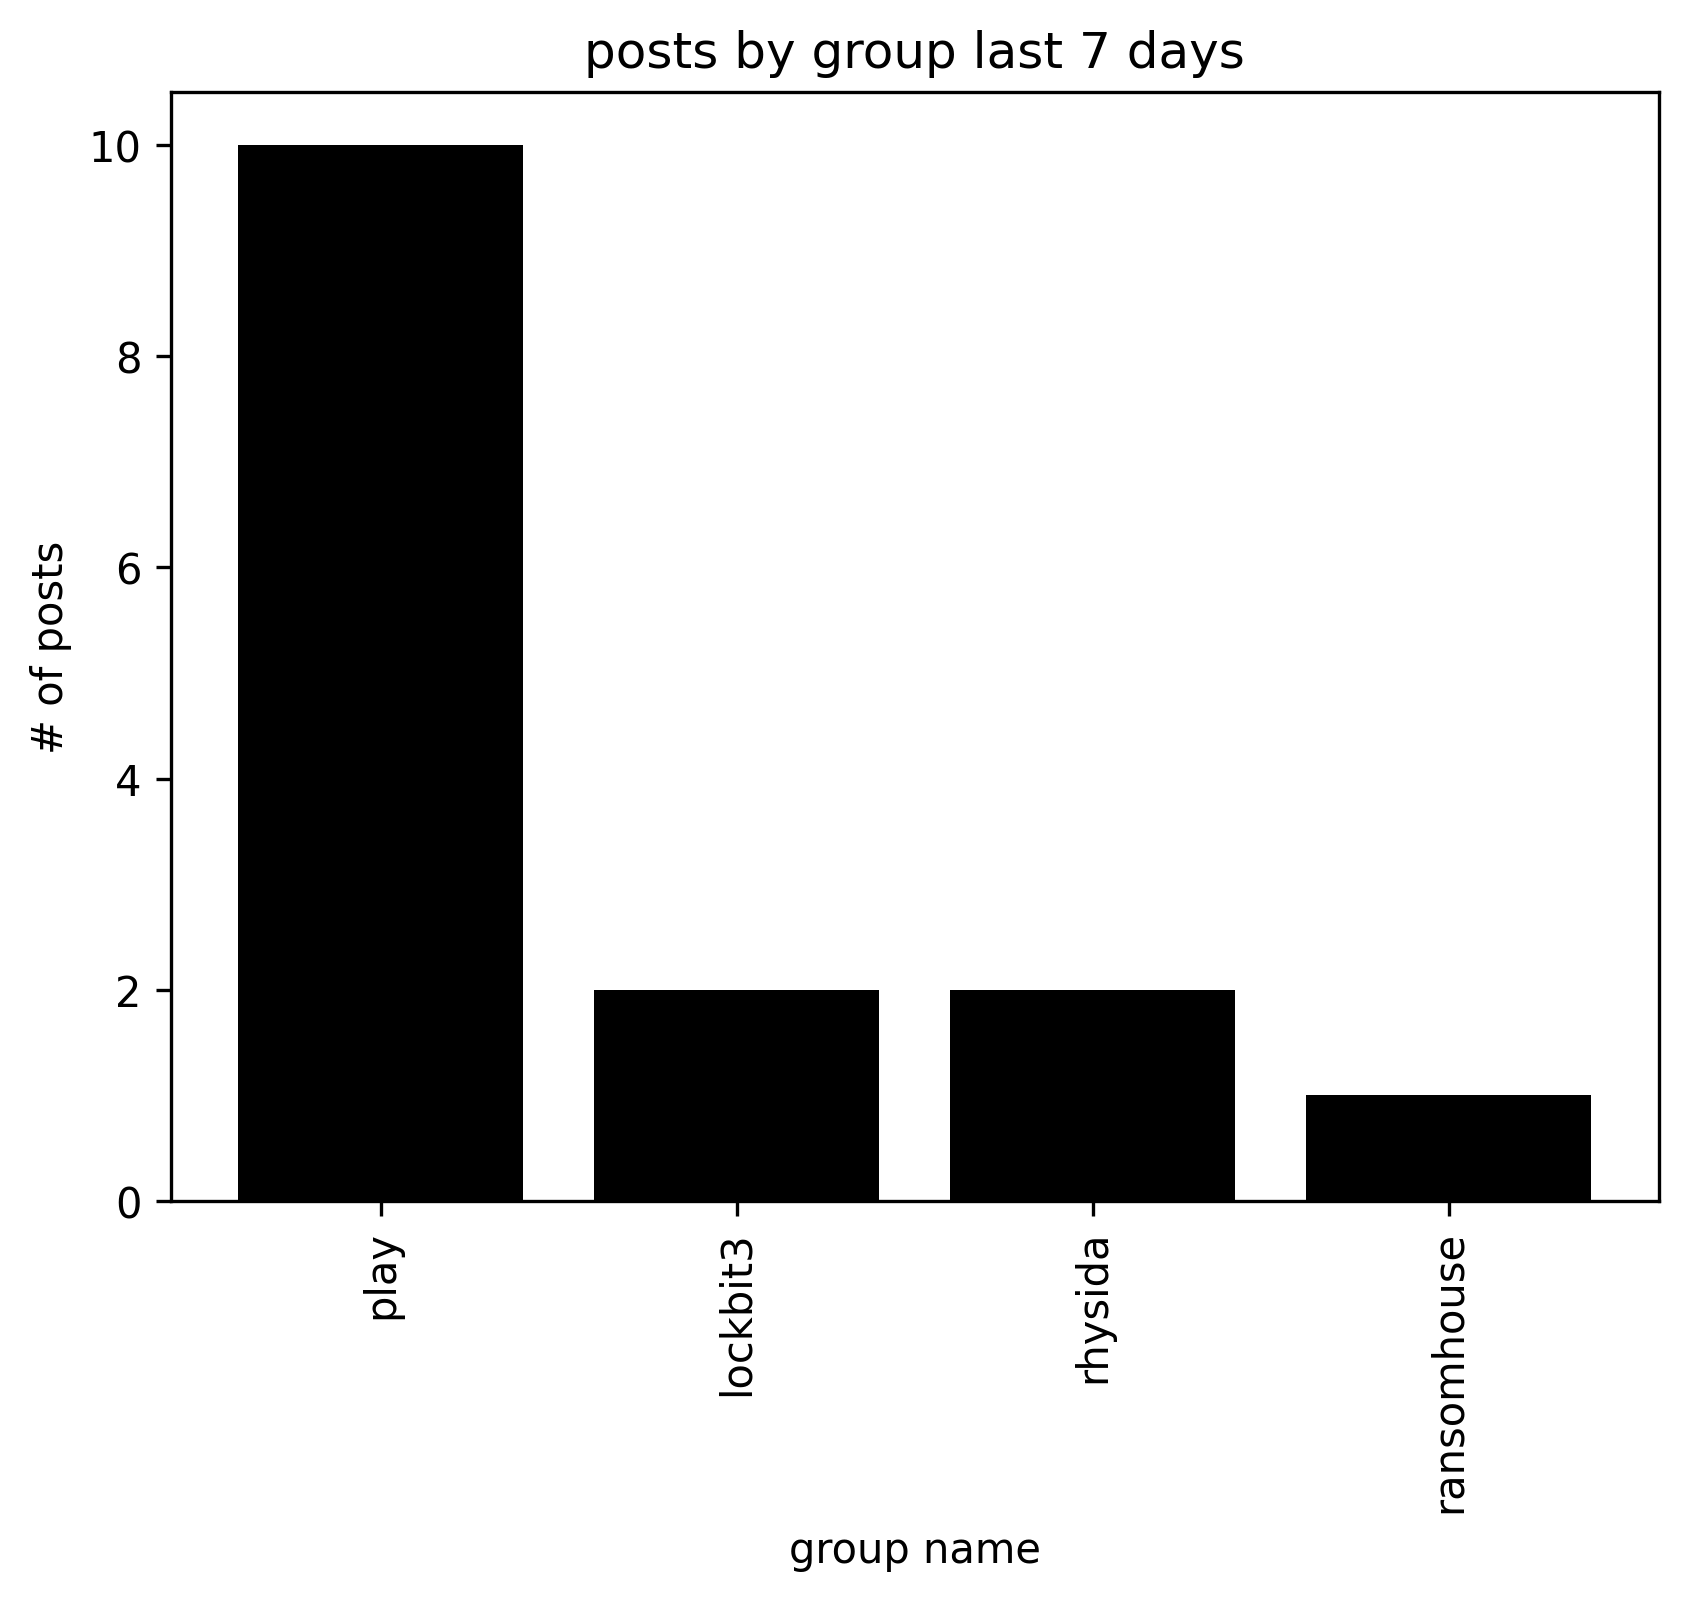 posts by group last 7 days
10
8
6
4
2
0
# of posts
play
lockbit3
rhysida
ransomhouse
group name